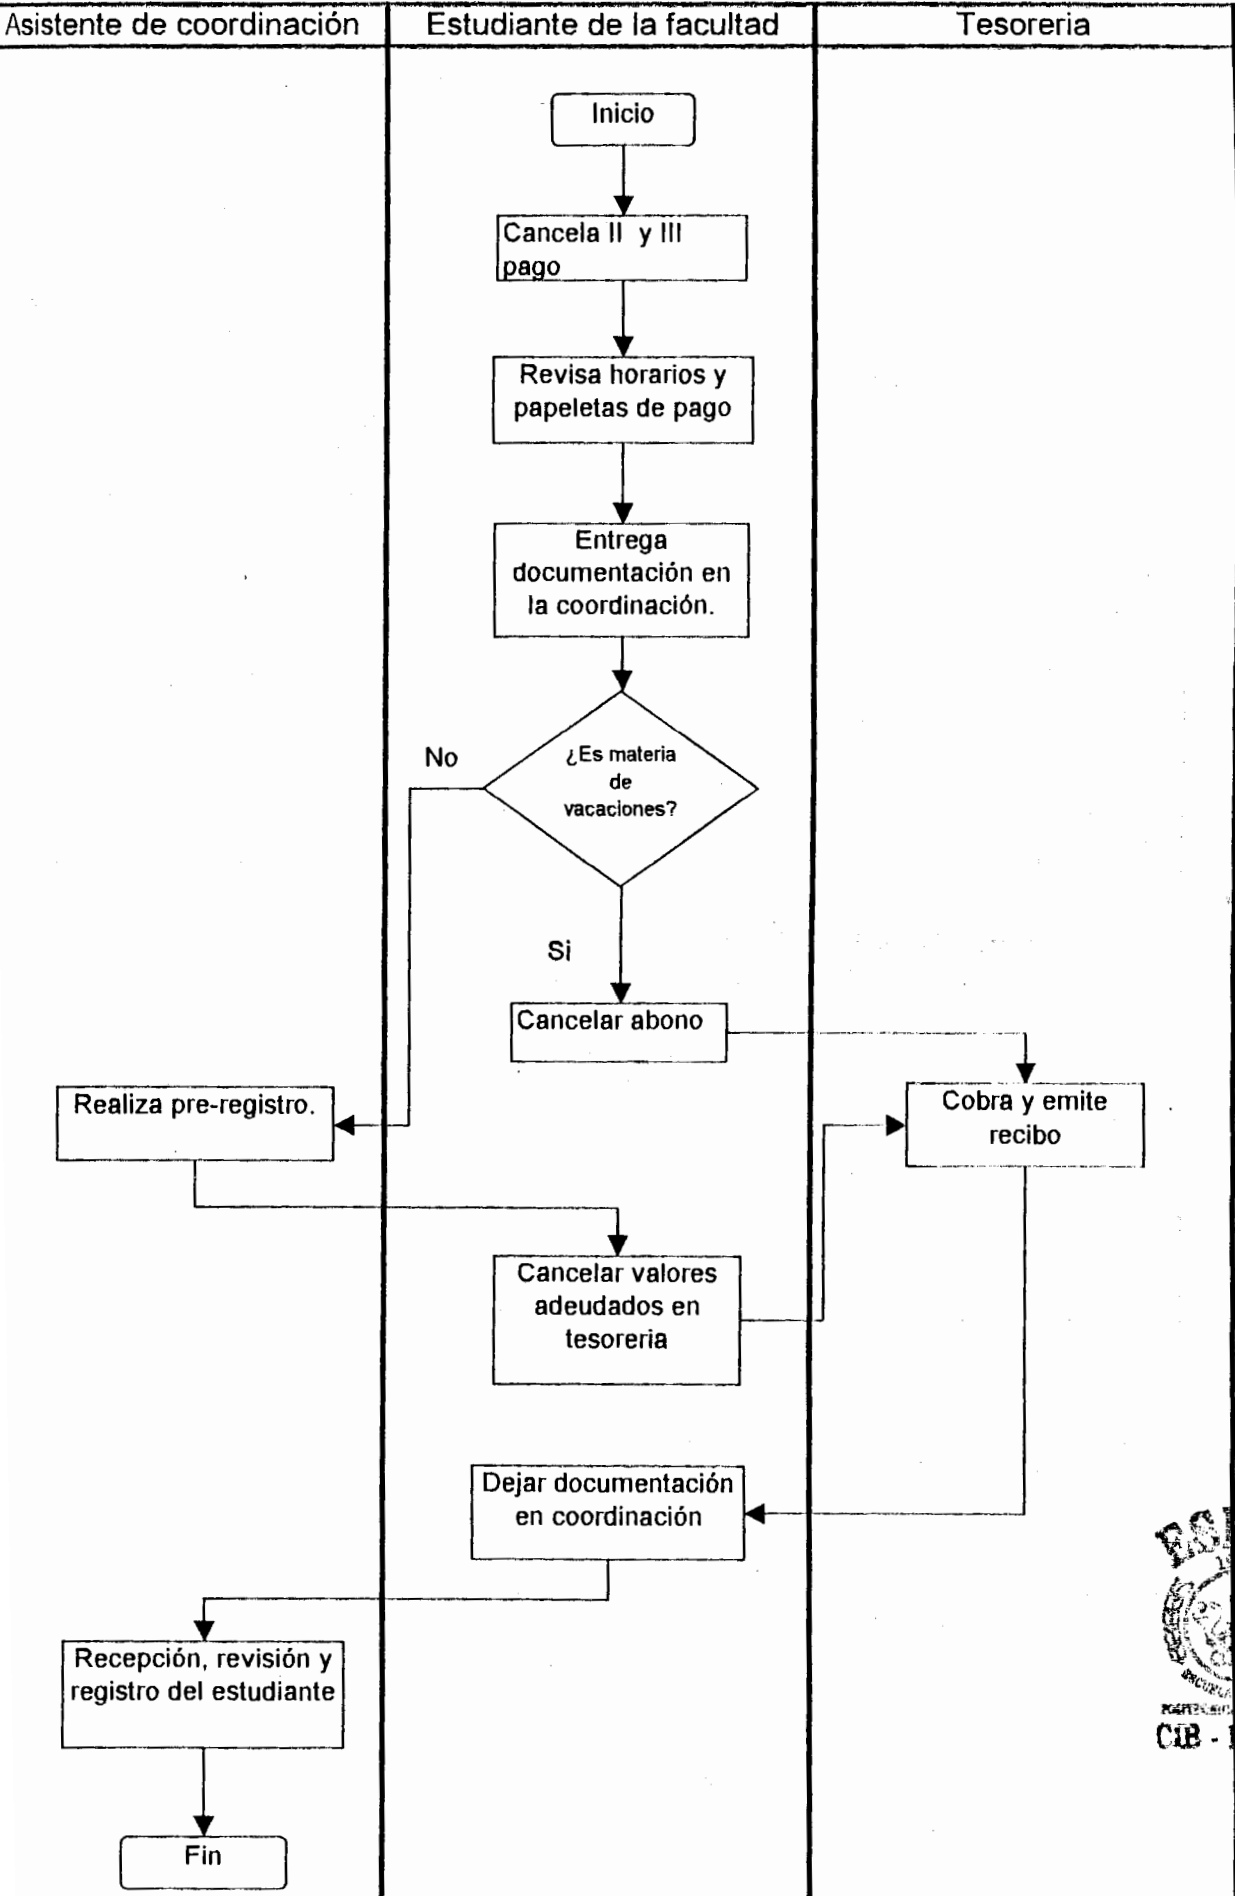 Asistente de coordinación
Estudiante de la facultad
Tesoreria
Inicio
Cancela II y III
pago
Revisa horarios y
papeletas de pago
Entrega
documentación en
la coordinación.
¿Es materia
de
vacaciones?
No
Si
Cancelar abono
Realiza pre-registro.
Cobra y emite
recibo
Cancelar valores
adeudados en
tesoreria
Dejar documentación
en coordinación
Recepción, revisión y
registro del estudiante
Fin
CIB -